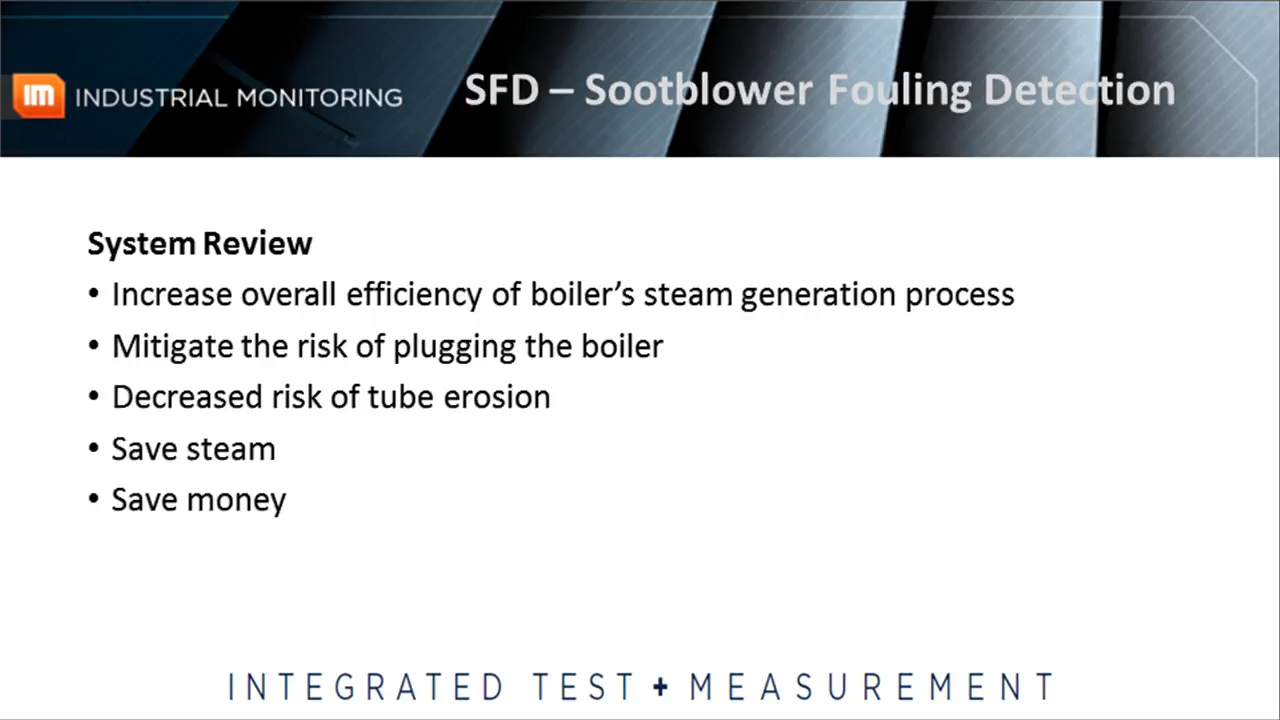 im INDUSTRIAL MONITORING
SFD – Sootblower Fouling Detection
System Review
• Increase overall efficiency of boiler’s steam generation process
• Mitigate the risk of plugging the boiler
• Decreased risk of tube erosion
• Save steam
• Save money
INTEGRATED TEST + MEASUREMENT